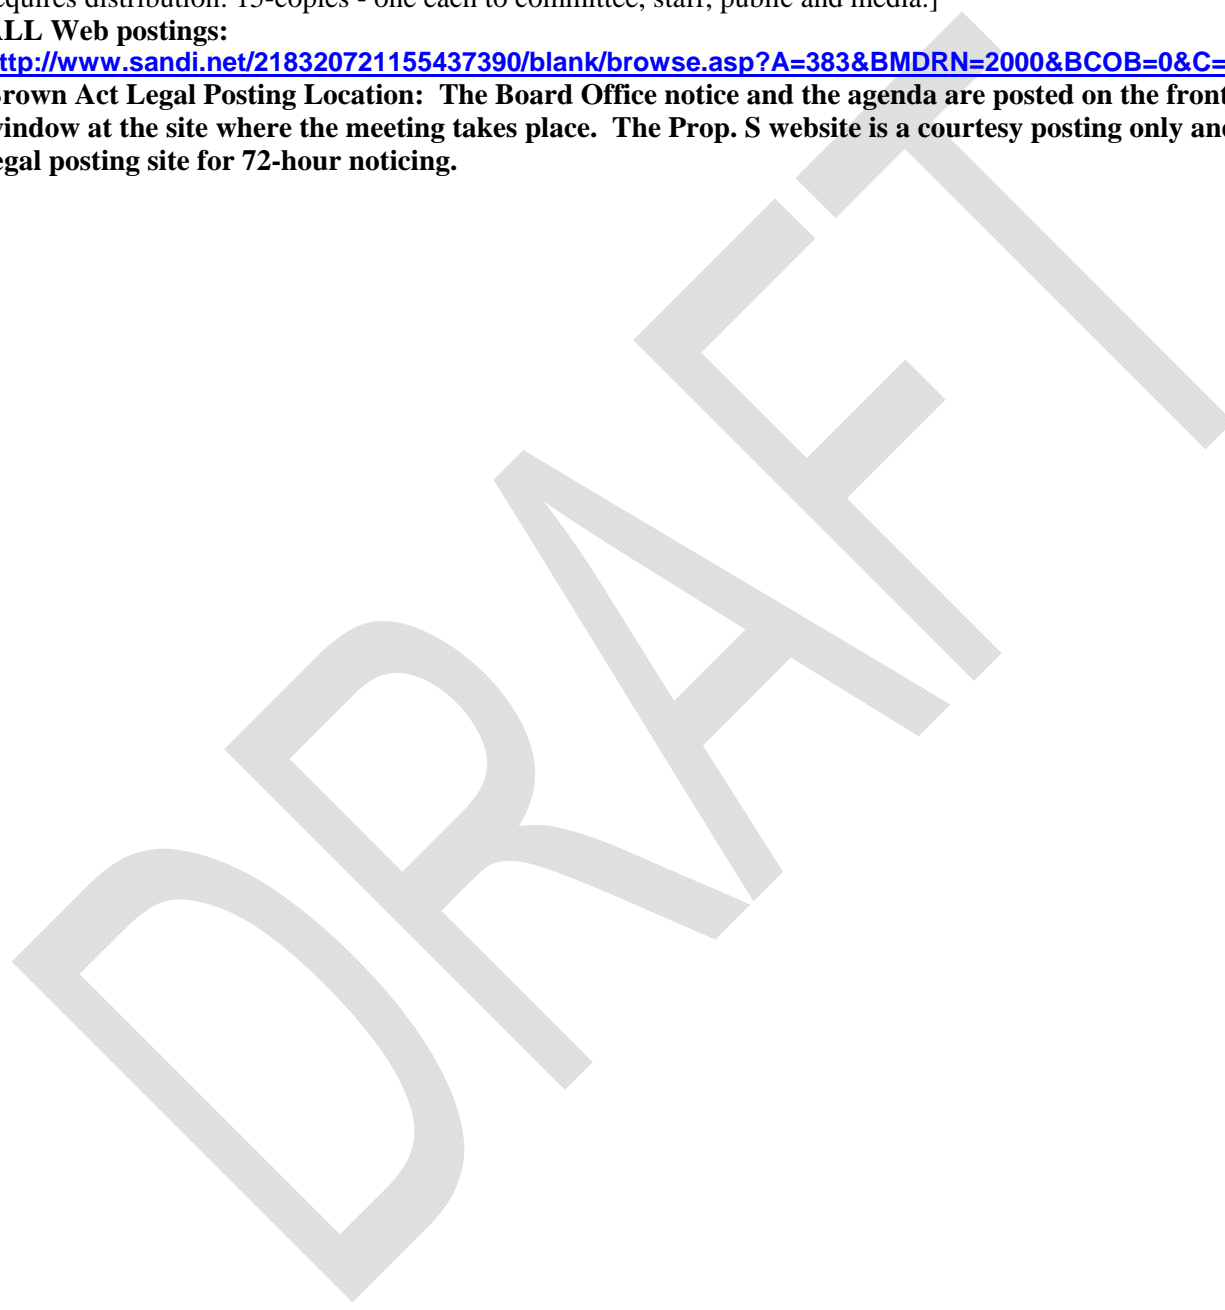 equires distribution: 15-copies - one each to committee, staff, public and media.]
ALL Web postings:
ttp://www.sandi.net/218320721155437390/blank/browse.asp?A=383&BMDRN=2000&BCOB=0&C=
rown Act Legal Posting Location: The Board Office notice and the agenda are posted on the front
indow at the site where the meeting takes place. The Prop. S website is a courtesy posting only and
egal posting site for 72-hour noticing.
DRAFT